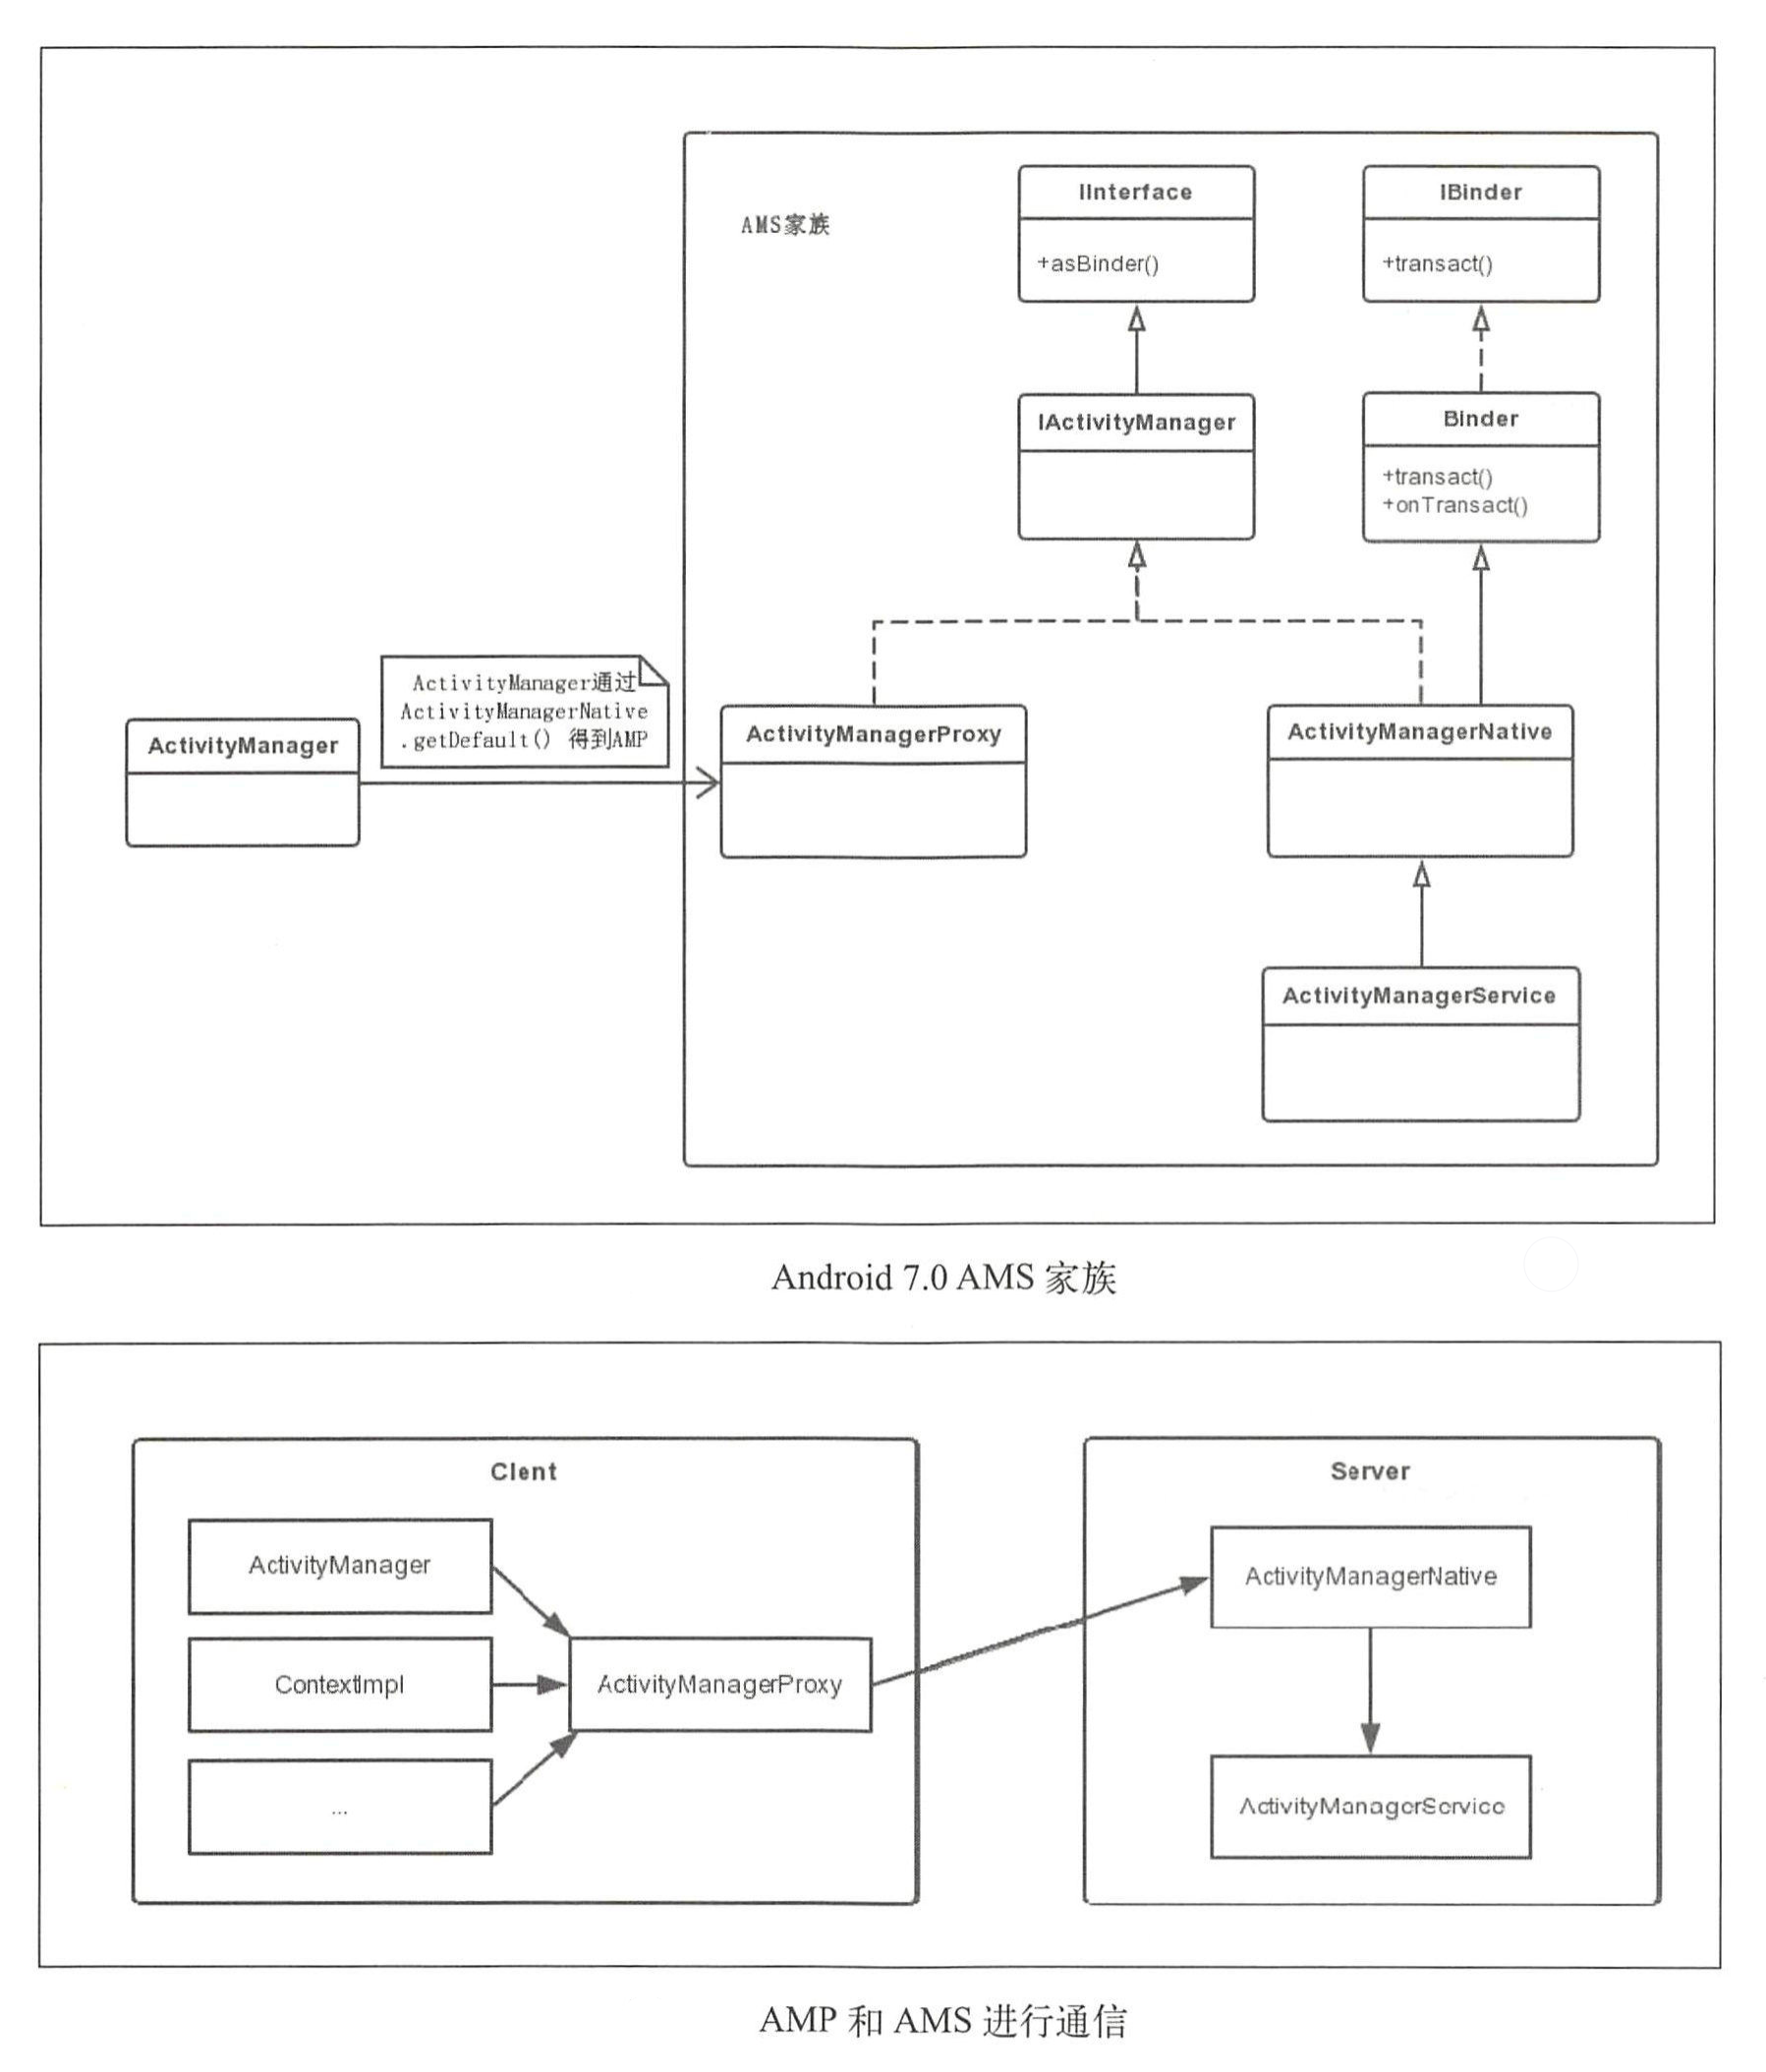 AMS家族
IInterface
+asBinder()
IBinder
+transact()
IActivityManager
Binder
+transact()
+onTransact()
ActivityManager
ActivityManager通过
ActivityManagerNative
.getDefault() 得到AMP
ActivityManagerProxy
ActivityManagerNative
ActivityManagerService
Android 7.0 AMS 家族
Clent
ActivityManager
ContextImpl
...
ActivityManagerProxy
Server
ActivityManagerNative
ActivityManagerService
AMP 和 AMS 进行通信